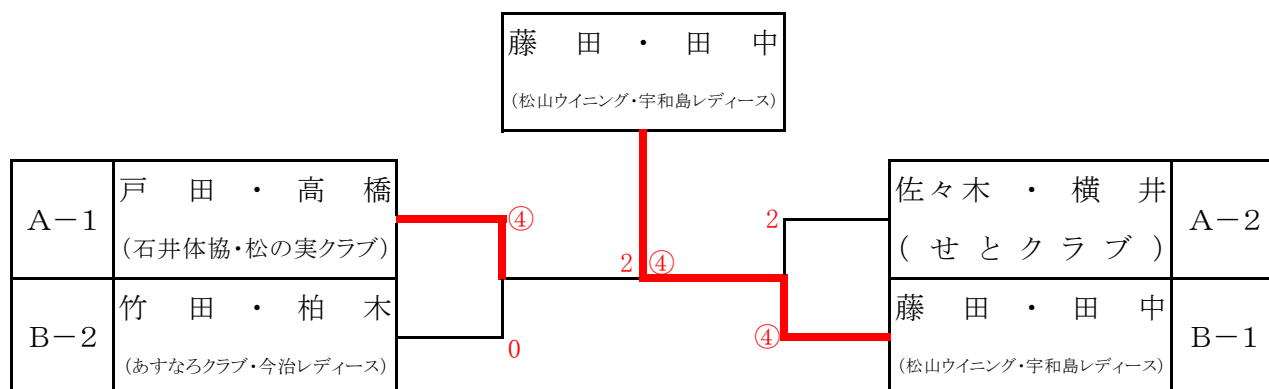 藤田・田中
(松山ウイニング・宇和島レディース)
A－1
戸田・高橋
(石井体協・松の実クラブ)
④
B－2
竹田・柏木
(あすなろクラブ・今治レディース)
0
2
④
2
佐々木・横井
(せとクラブ)
A－2
④
藤田・田中
(松山ウイニング・宇和島レディース)
B－1